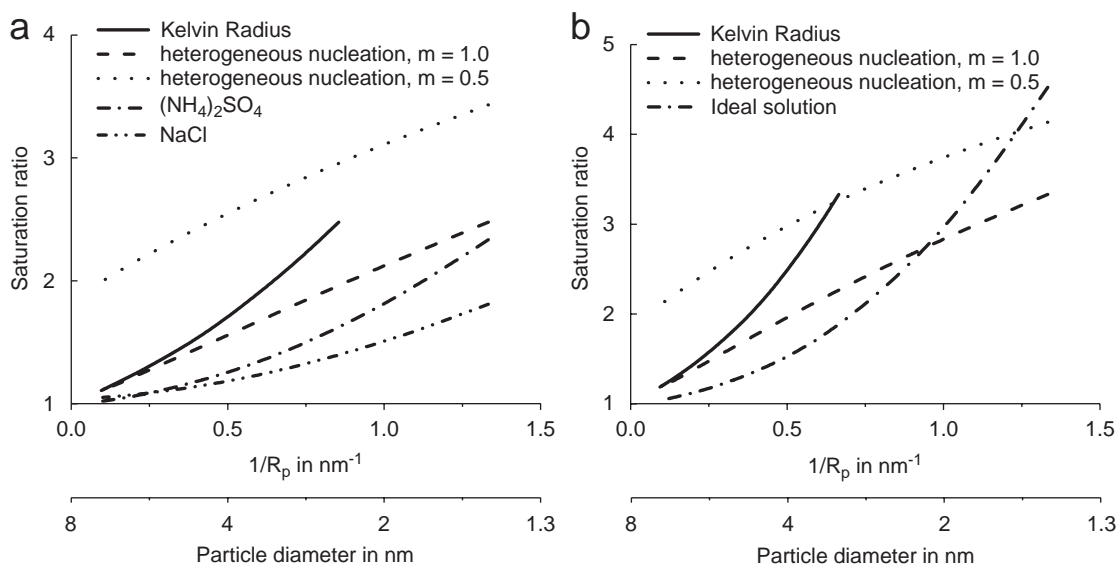 a
Kelvin Radius
heterogeneous nucleation, m = 1.0
heterogeneous nucleation, m = 0.5
(NH4)2SO4
NaCl
Saturation ratio
4
3
2
1
0.0 0.5 1.0 1.5
1/Rp in nm-1
8 4 2 1.3
Particle diameter in nm
b
Kelvin Radius
heterogeneous nucleation, m = 1.0
heterogeneous nucleation, m = 0.5
Ideal solution
Saturation ratio
5
4
3
2
1
0.0 0.5 1.0 1.5
1/Rp in nm-1
8 4 2 1.3
Particle diameter in nm